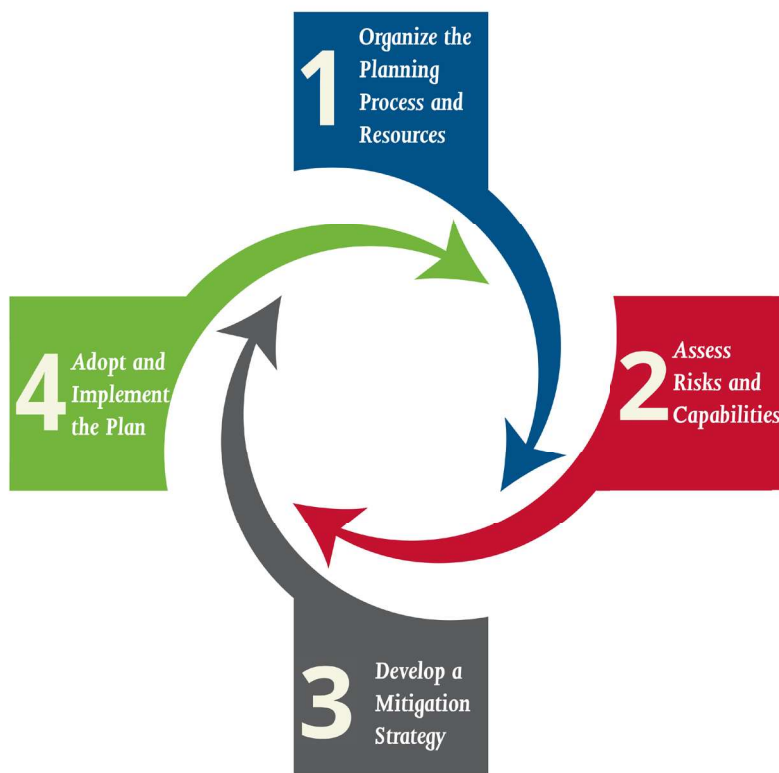 1
Organize the
Planning
Process and
Resources
2
Assess
Risks and
Capabilities
3
Develop a
Mitigation
Strategy
4
Adopt and
Implement
the Plan